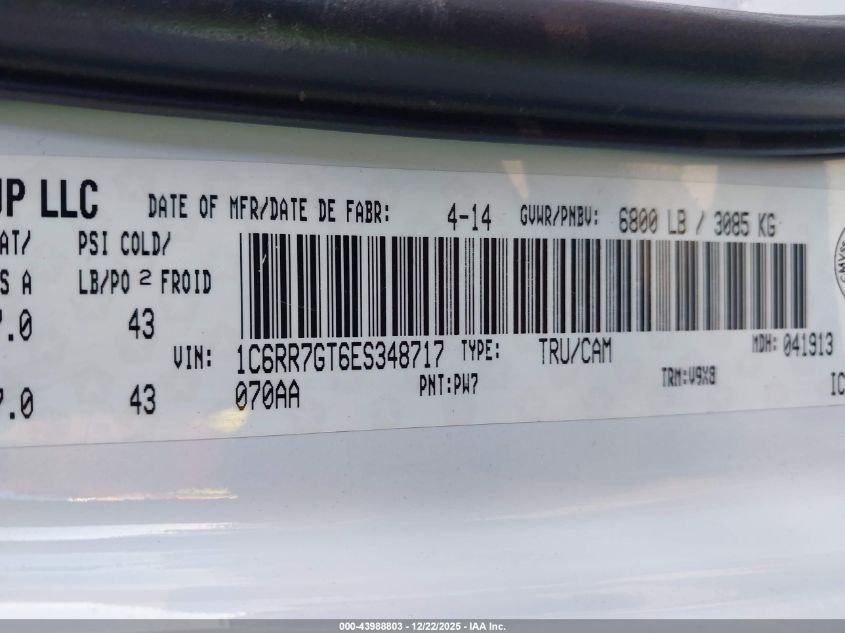 UP LLC DATE OF MFR/DATE DE FABR: 4-14 GVWR/PNBV: 6800 LB / 3085 KG
AT/ PSI COLD/
S A LB/PO 2 FROID
7.0 43
VIN: 1C6RR7GT6ES348717 TYPE: TRU/CAM MDH: 041913
7.0 43 070AA PNT:PW7 TRM:V9X8 IC
CMVSS
000-43988803 - 12/22/2025 - IAA Inc.